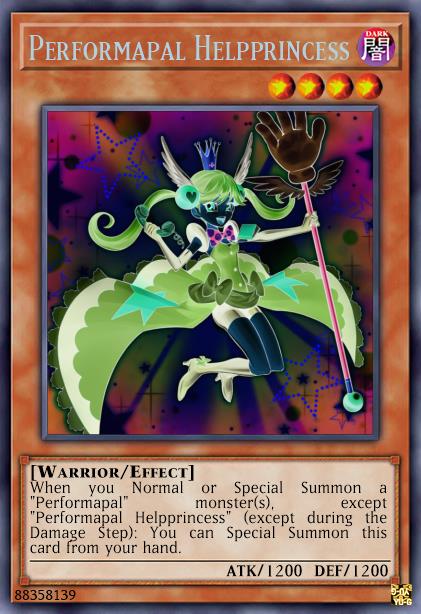 PERFORMAPAL HELPPRINCESS
DARK
闇
[WARRIOR/EFFECT]
When you Normal or Special Summon a
"Performapal" monster(s), except
"Performapal Helpprincess" (except during the
Damage Step): You can Special Summon this
card from your hand.
ATK/1200 DEF/1200
88358139